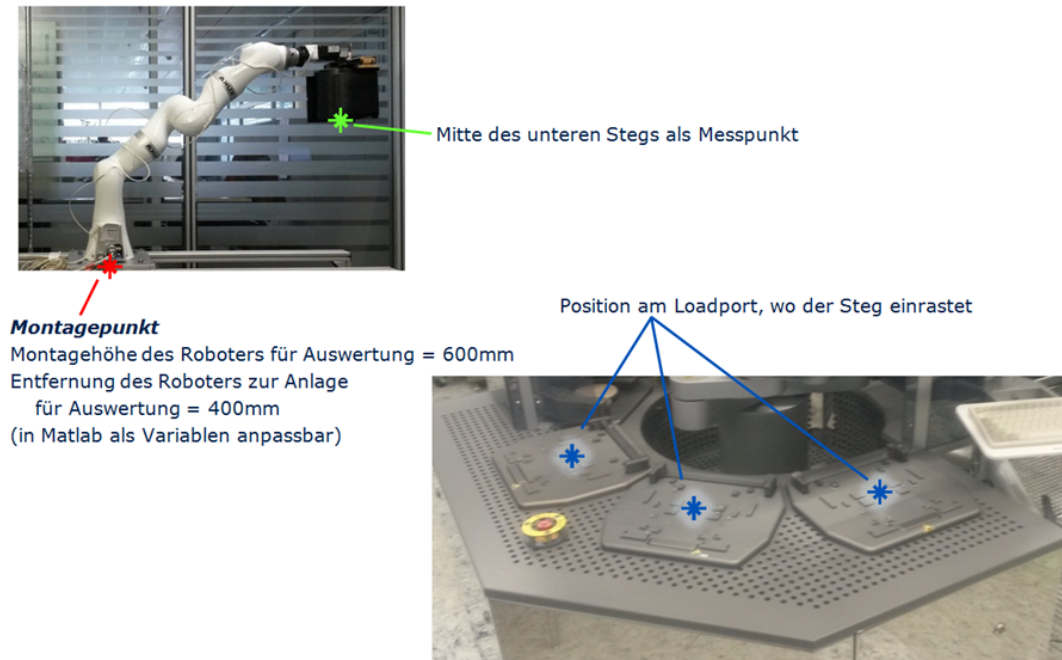 Mitte des unteren Stegs als Messpunkt
Montagepunkt
Montagehöhe des Roboters für Auswertung = 600mm
Entfernung des Roboters zur Anlage
für Auswertung = 400mm
(in Matlab als Variablen anpassbar)
Position am Loadport, wo der Steg einrastet